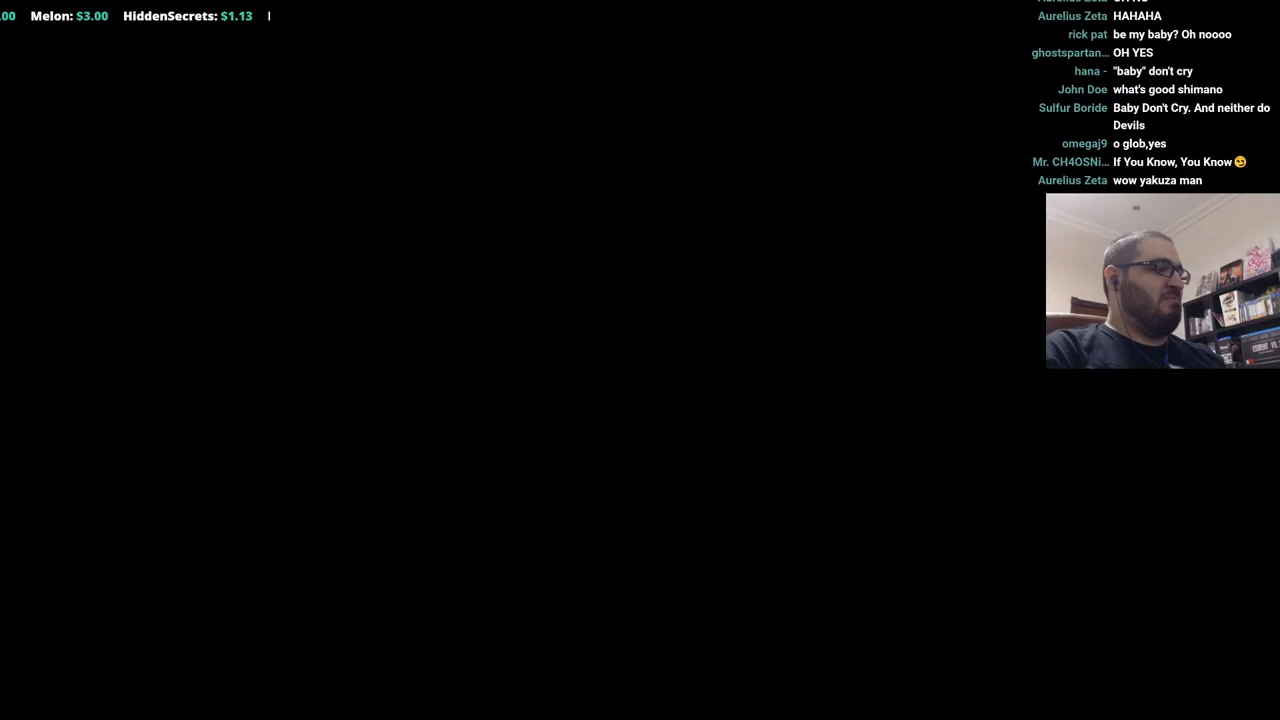 .00 Melon: $3.00 HiddenSecrets: $1.13
Aurelius Zeta HAHAHA
rick pat be my baby? Oh noooo
ghostspartan... OH YES
hana - "baby" don't cry
John Doe what's good shimano
Sulfur Boride Baby Don't Cry. And neither do
Devils
omegaj9 o glob,yes
Mr. CH4OSNi... If You Know, You Know😏
Aurelius Zeta wow yakuza man